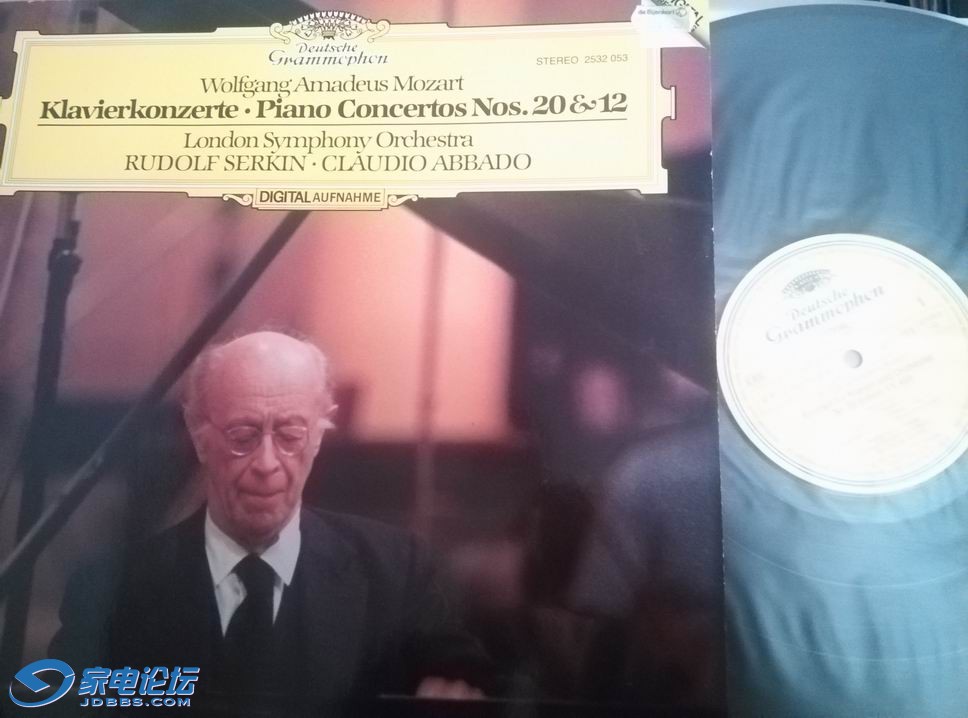 Deutsche
Grammophon
STEREO 2532 053
DIGITAL
Wolfgang Amadeus Mozart
Klavierkonzerte · Piano Concertos Nos. 20 & 12
London Symphony Orchestra
RUDOLF SERKIN · CLAUDIO ABBADO
DIGITAL AUFNAHME
Deutsche
Grammophon
家电论坛
JDBBS.COM